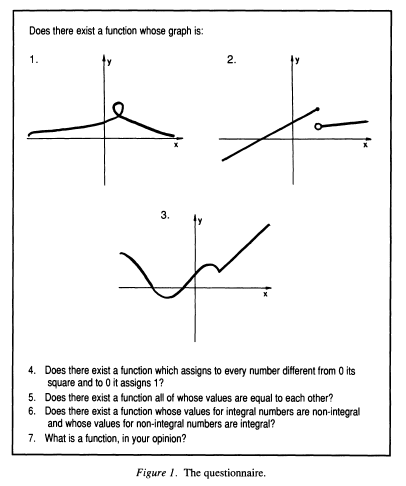 Does there exist a function whose graph is:
1.
y
x
2.
y
x
3.
y
x
4. Does there exist a function which assigns to every number different from 0 its
square and to 0 it assigns 1?
5. Does there exist a function all of whose values are equal to each other?
6. Does there exist a function whose values for integral numbers are non-integral
and whose values for non-integral numbers are integral?
7. What is a function, in your opinion?
Figure 1. The questionnaire.